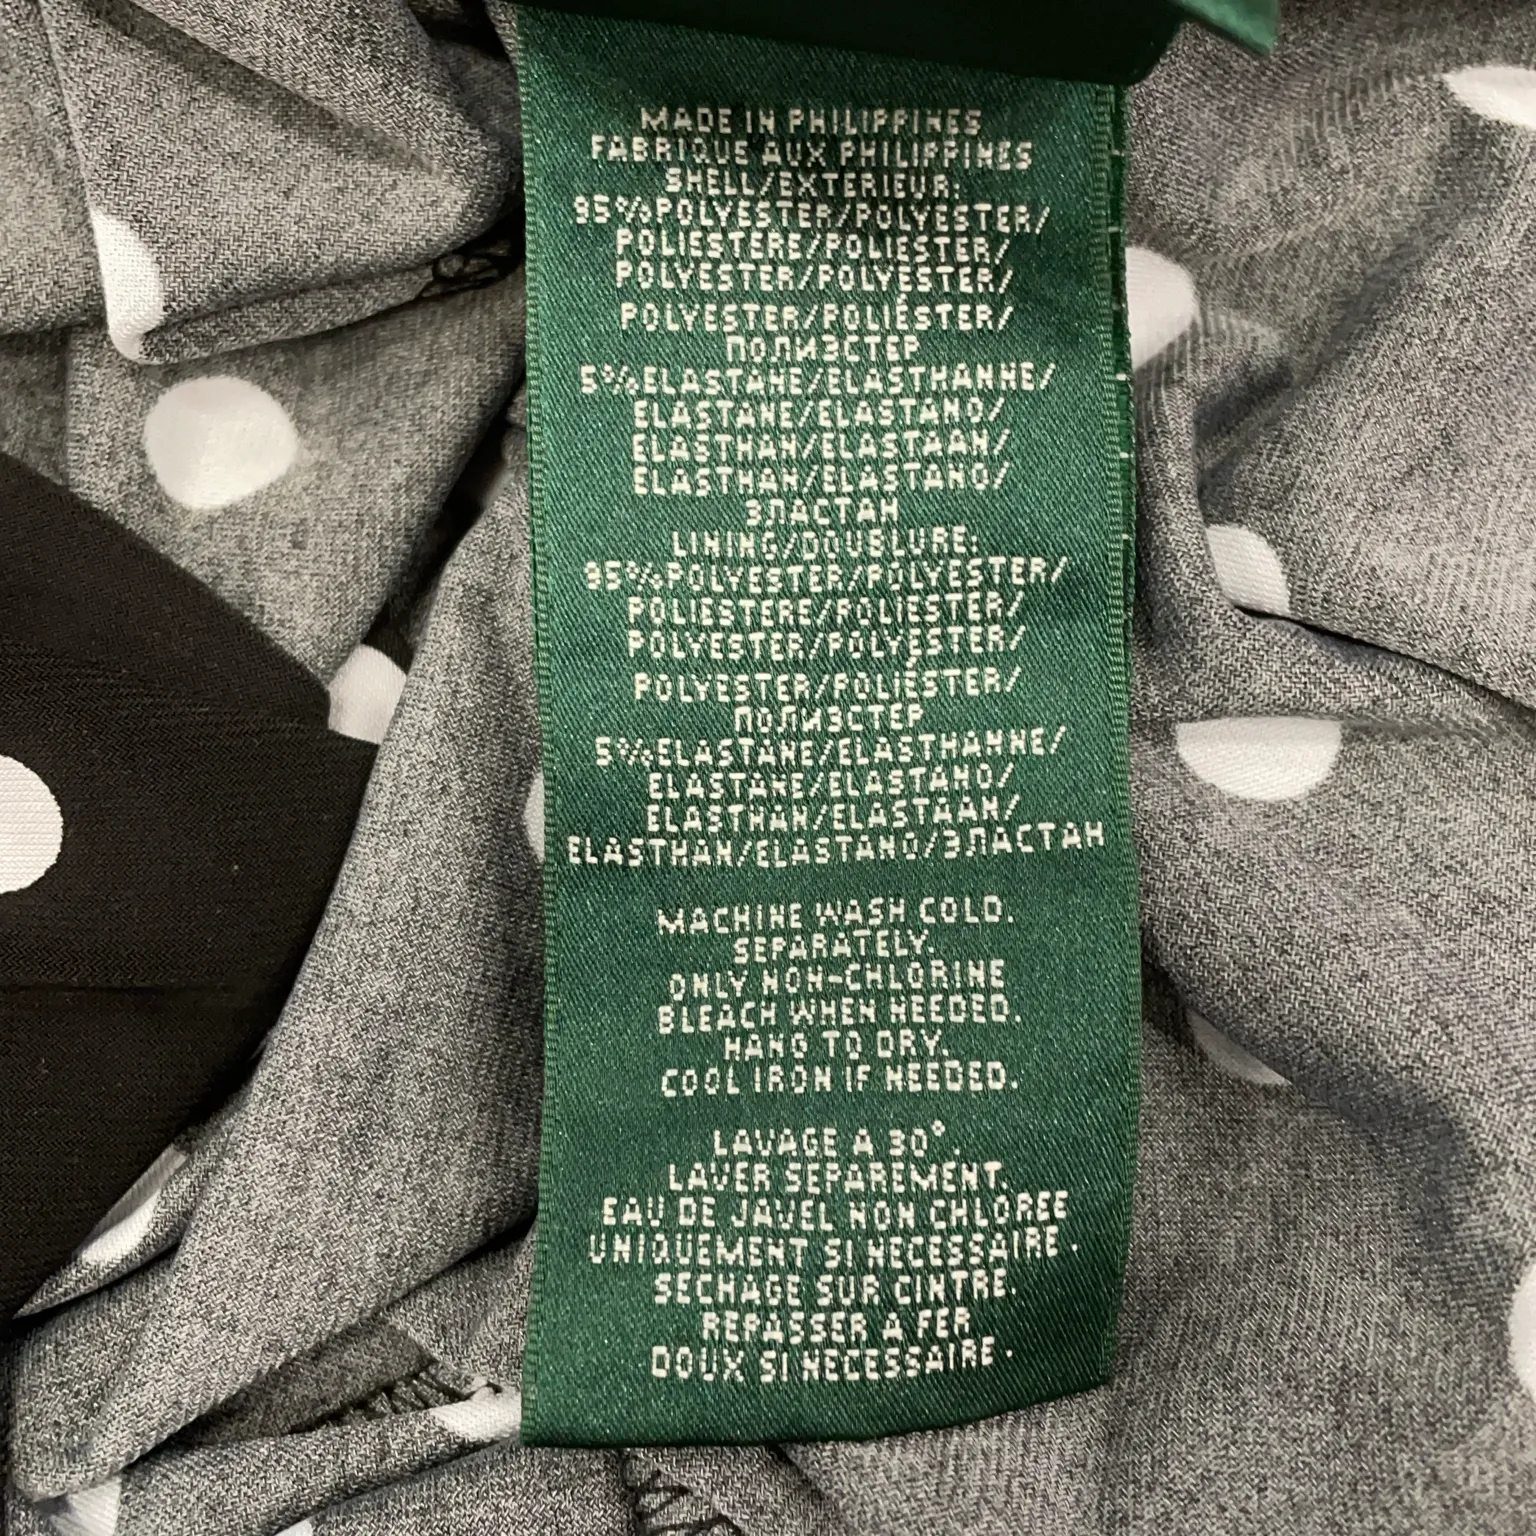 MADE IN PHILIPPINES
FABRIQUE AUX PHILIPPINES
SHELL/EXTERIEUR:
95%POLYESTER/POLYESTER/
POLIESTERE/POLIESTER/
POLYESTER/POLYESTER/
POLYESTER/POLIÉSTER/
ПОЛИЭСТЕР
5%ELASTANE/ELASTHANNE/
ELASTANE/ELASTANO/
ELASTHAN/ELASTAAN/
ELASTHAN/ELASTANO/
ЭЛАСТАН
LINING/DOUBLURE:
95%POLYESTER/POLYESTER/
POLIESTERE/POLIESTER/
POLYESTER/POLYESTER/
POLYESTER/POLIÉSTER/
ПОЛИЭСТЕР
5%ELASTANE/ELASTHANNE/
ELASTANE/ELASTANO/
ELASTHAN/ELASTAAN/
ELASTHAN/ELASTANO/ЭЛАСТАН
MACHINE WASH COLD.
SEPARATELY.
ONLY NON-CHLORINE
BLEACH WHEN NEEDED.
HANG TO DRY.
COOL IRON IF NEEDED.
LAVAGE A 30°.
LAVER SEPAREMENT.
EAU DE JAVEL NON CHLOREE
UNIQUEMENT SI NECESSAIRE.
SECHAGE SUR CINTRE.
REPASSER A FER
DOUX SI NECESSAIRE.